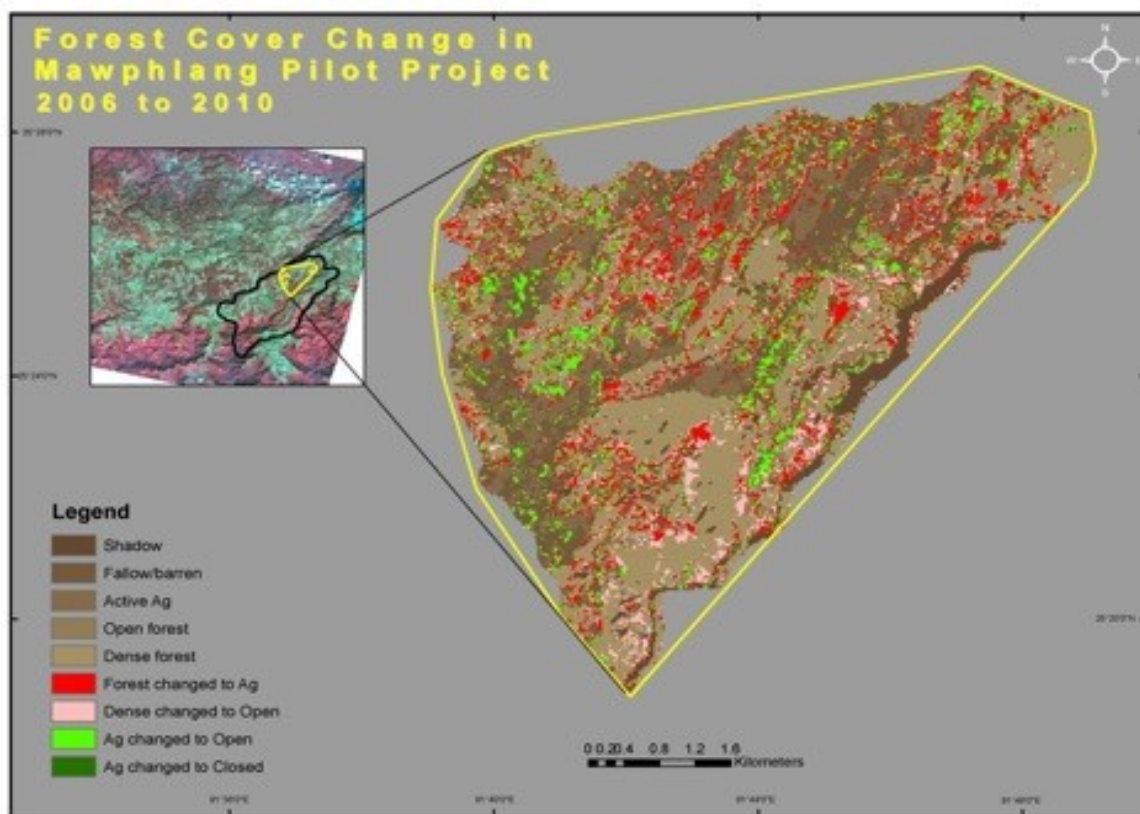 Forest Cover Change in
Mawphlang Pilot Project
2006 to 2010
N
W
E
S
Legend
Shadow
Fallow/barren
Active Ag
Open forest
Dense forest
Forest changed to Ag
Dense changed to Open
Ag changed to Open
Ag changed to Closed
0 0.20.4 0.8 1.2 1.6
Kilometers